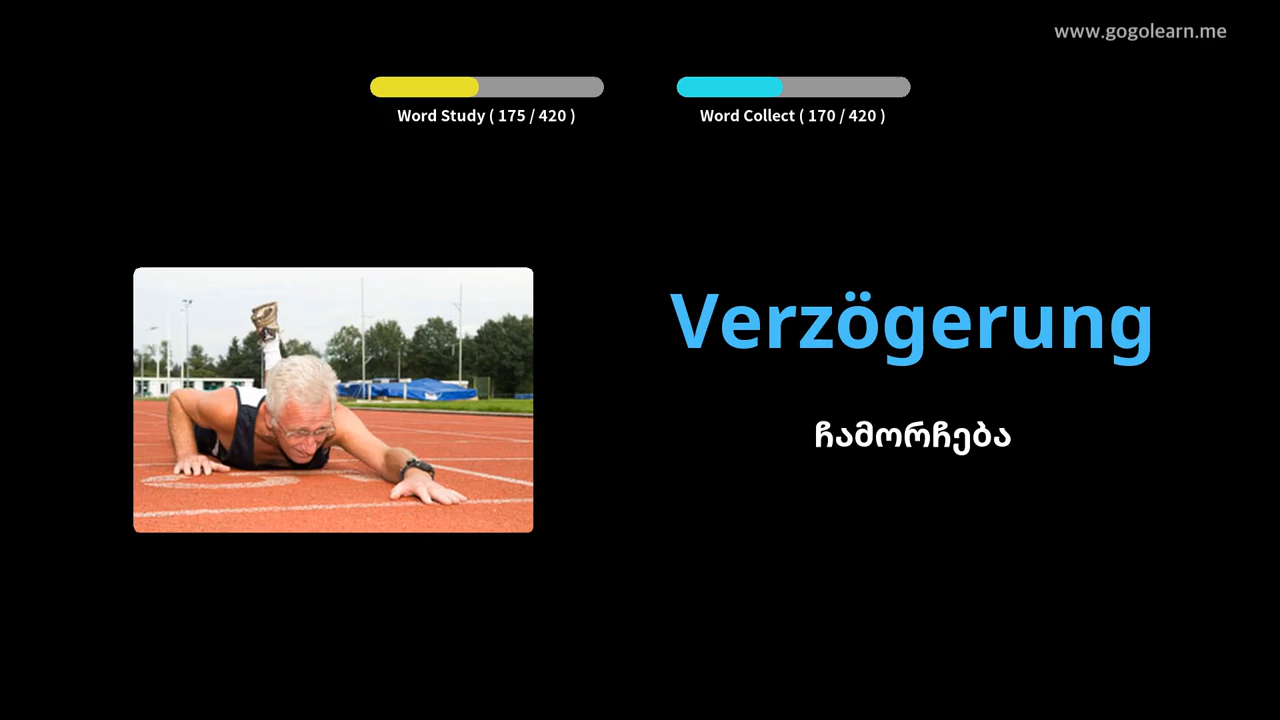 www.gogolearn.me
Word Study ( 175 / 420 )
Word Collect ( 170 / 420 )
Verzögerung
ჩამორჩება